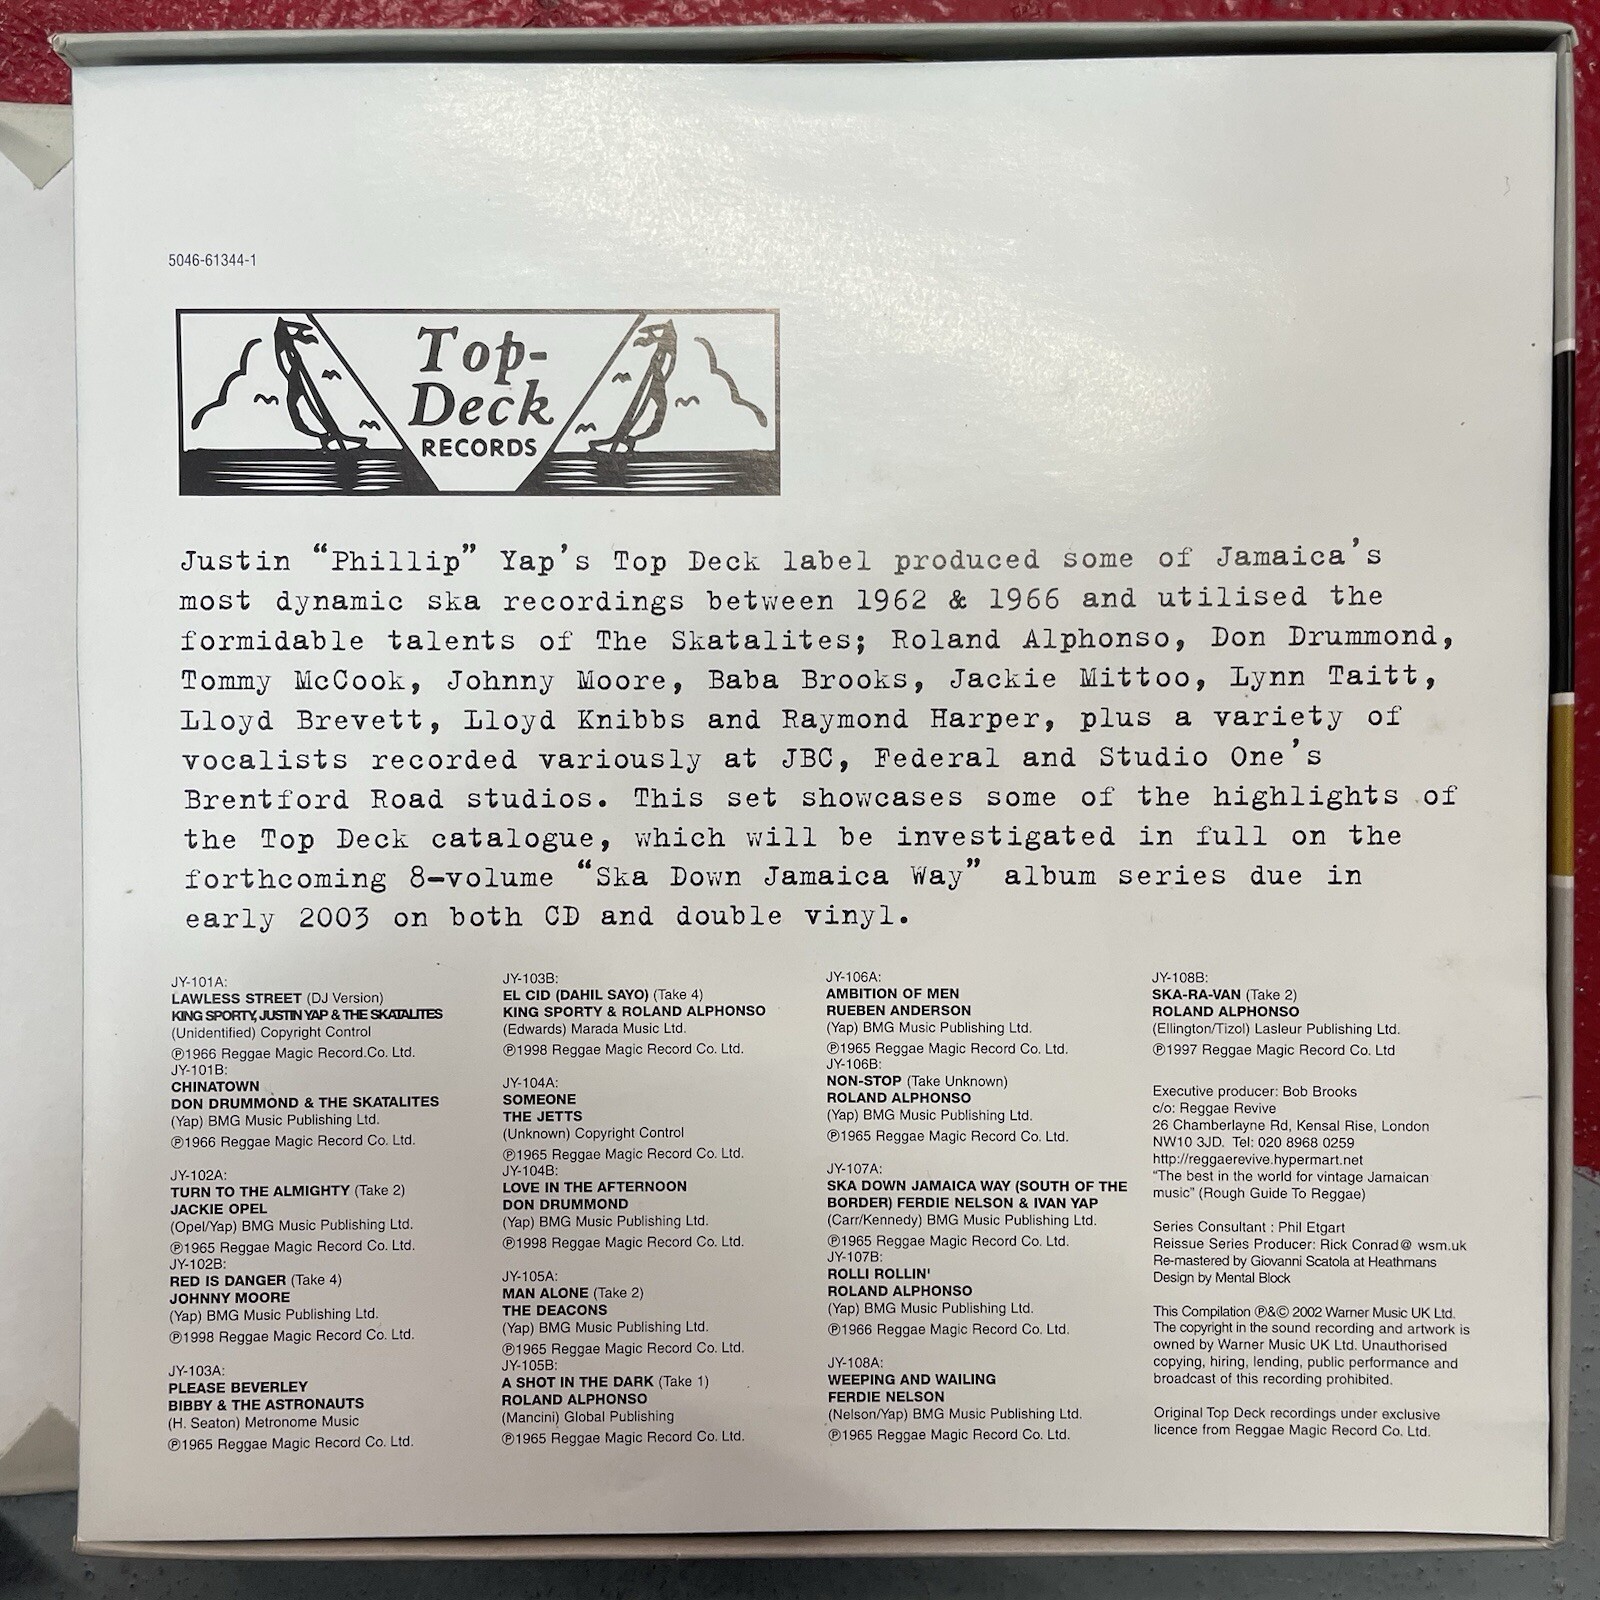 5046-61344-1
Top-
Deck
RECORDS
Justin “Phillip” Yap’s Top Deck label produced some of Jamaica’s
most dynamic ska recordings between 1962 & 1966 and utilised the
formidable talents of The Skatalites; Roland Alphonso, Don Drummond,
Tommy McCook, Johnny Moore, Baba Brooks, Jackie Mittoo, Lynn Taitt,
Lloyd Brevett, Lloyd Knibbs and Raymond Harper, plus a variety of
vocalists recorded variously at JBC, Federal and Studio One’s
Brentford Road studios. This set showcases some of the highlights of
the Top Deck catalogue, which will be investigated in full on the
forthcoming 8-volume “Ska Down Jamaica Way” album series due in
early 2003 on both CD and double vinyl.
JY-101A:
LAWLESS STREET (DJ Version)
KING SPORTY, JUSTIN YAP & THE SKATALITES
(Unidentified) Copyright Control
℗1966 Reggae Magic Record.Co. Ltd.
JY-101B:
CHINATOWN
DON DRUMMOND & THE SKATALITES
(Yap) BMG Music Publishing Ltd.
℗1966 Reggae Magic Record Co. Ltd.
JY-102A:
TURN TO THE ALMIGHTY (Take 2)
JACKIE OPEL
(Opel/Yap) BMG Music Publishing Ltd.
℗1965 Reggae Magic Record Co. Ltd.
JY-102B:
RED IS DANGER (Take 4)
JOHNNY MOORE
(Yap) BMG Music Publishing Ltd.
℗1998 Reggae Magic Record Co. Ltd.
JY-103A:
PLEASE BEVERLEY
BIBBY & THE ASTRONAUTS
(H. Seaton) Metronome Music
℗1965 Reggae Magic Record Co. Ltd.
JY-103B:
EL CID (DAHIL SAYO) (Take 4)
KING SPORTY & ROLAND ALPHONSO
(Edwards) Marada Music Ltd.
℗1998 Reggae Magic Record Co. Ltd.
JY-104A:
SOMEONE
THE JETTS
(Unknown) Copyright Control
℗1965 Reggae Magic Record Co. Ltd.
JY-104B:
LOVE IN THE AFTERNOON
DON DRUMMOND
(Yap) BMG Music Publishing Ltd.
℗1998 Reggae Magic Record Co. Ltd.
JY-105A:
MAN ALONE (Take 2)
THE DEACONS
(Yap) BMG Music Publishing Ltd.
℗1965 Reggae Magic Record Co. Ltd.
JY-105B:
A SHOT IN THE DARK (Take 1)
ROLAND ALPHONSO
(Mancini) Global Publishing
℗1965 Reggae Magic Record Co. Ltd.
JY-106A:
AMBITION OF MEN
RUEBEN ANDERSON
(Yap) BMG Music Publishing Ltd.
℗1965 Reggae Magic Record Co. Ltd.
JY-106B:
NON-STOP (Take Unknown)
ROLAND ALPHONSO
(Yap) BMG Music Publishing Ltd.
℗1965 Reggae Magic Record Co. Ltd.
JY-107A:
SKA DOWN JAMAICA WAY (SOUTH OF THE
BORDER) FERDIE NELSON & IVAN YAP
(Carr/Kennedy) BMG Music Publishing Ltd.
℗1965 Reggae Magic Record Co. Ltd.
JY-107B:
ROLLI ROLLIN'
ROLAND ALPHONSO
(Yap) BMG Music Publishing Ltd.
℗1966 Reggae Magic Record Co. Ltd.
JY-108A:
WEEPING AND WAILING
FERDIE NELSON
(Nelson/Yap) BMG Music Publishing Ltd.
℗1965 Reggae Magic Record Co. Ltd.
JY-108B:
SKA-RA-VAN (Take 2)
ROLAND ALPHONSO
(Ellington/Tizol) Lasleur Publishing Ltd.
℗1997 Reggae Magic Record Co. Ltd
Executive producer: Bob Brooks
c/o: Reggae Revive
26 Chamberlayne Rd, Kensal Rise, London
NW10 3JD. Tel: 020 8968 0259
http://reggaerevive.hypermart.net
“The best in the world for vintage Jamaican
music” (Rough Guide To Reggae)
Series Consultant : Phil Etgart
Reissue Series Producer: Rick Conrad@ wsm.uk
Re-mastered by Giovanni Scatola at Heathmans
Design by Mental Block
This Compilation ℗&© 2002 Warner Music UK Ltd.
The copyright in the sound recording and artwork is
owned by Warner Music UK Ltd. Unauthorised
copying, hiring, lending, public performance and
broadcast of this recording prohibited.
Original Top Deck recordings under exclusive
licence from Reggae Magic Record Co. Ltd.